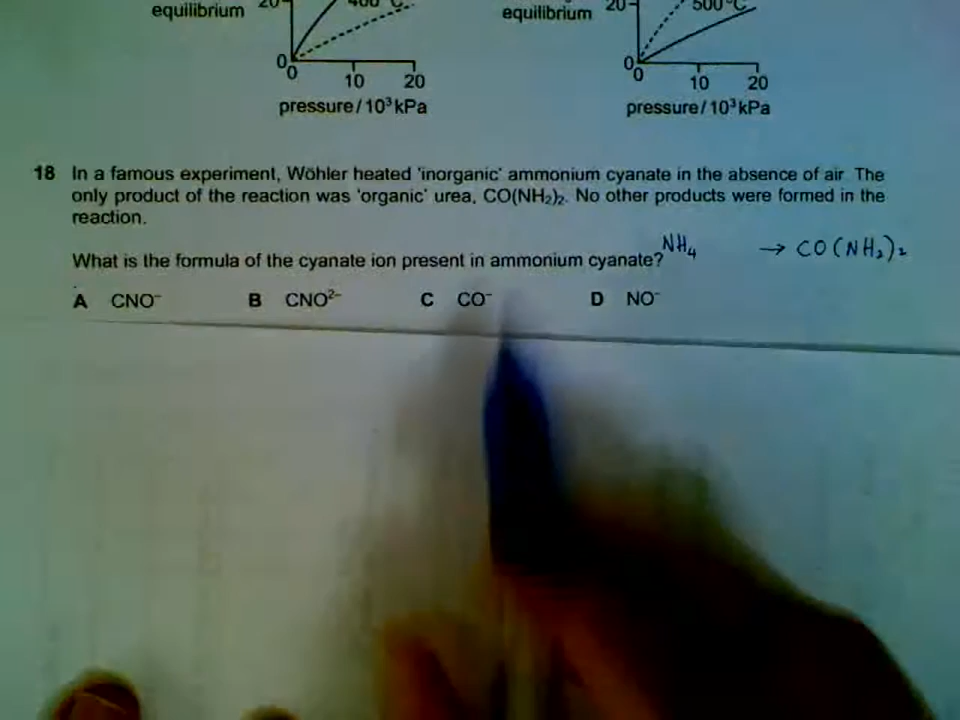 equilibrium 20 400 °C equilibrium 20 500 °C
0 0
0 10 20 0 10 20
pressure / 10³ kPa pressure / 10³ kPa
18 In a famous experiment, Wöhler heated 'inorganic' ammonium cyanate in the absence of air. The
only product of the reaction was 'organic' urea, CO(NH₂)₂. No other products were formed in the
reaction.
What is the formula of the cyanate ion present in ammonium cyanate? NH₄ → CO(NH₂)₂
A CNO⁻ B CNO²⁻ C CO⁻ D NO⁻